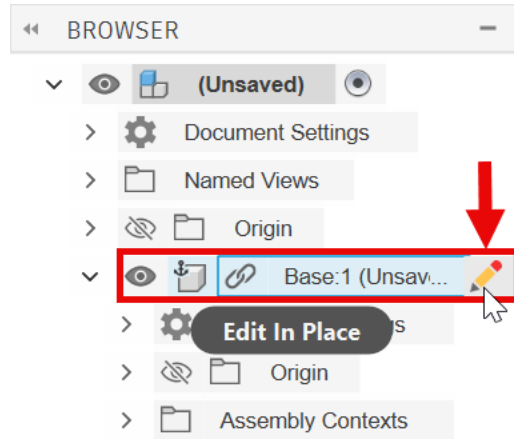 BROWSER
(Unsaved)
Document Settings
Named Views
Origin
Base:1 (Unsav...
Edit In Place
Origin
Assembly Contexts